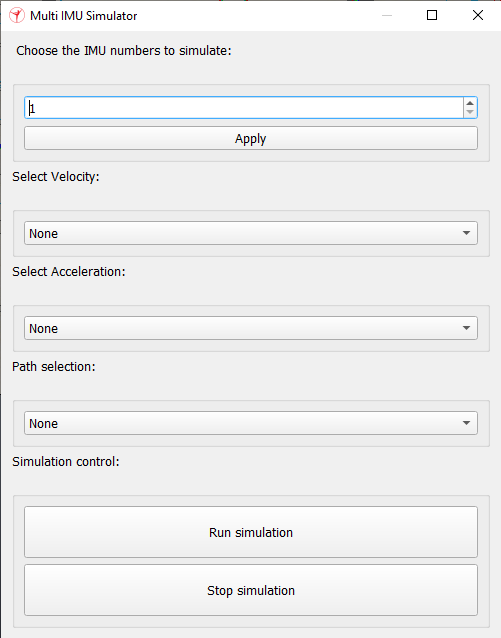 Multi IMU Simulator
Choose the IMU numbers to simulate:
1
Apply
Select Velocity:
None
Select Acceleration:
None
Path selection:
None
Simulation control:
Run simulation
Stop simulation